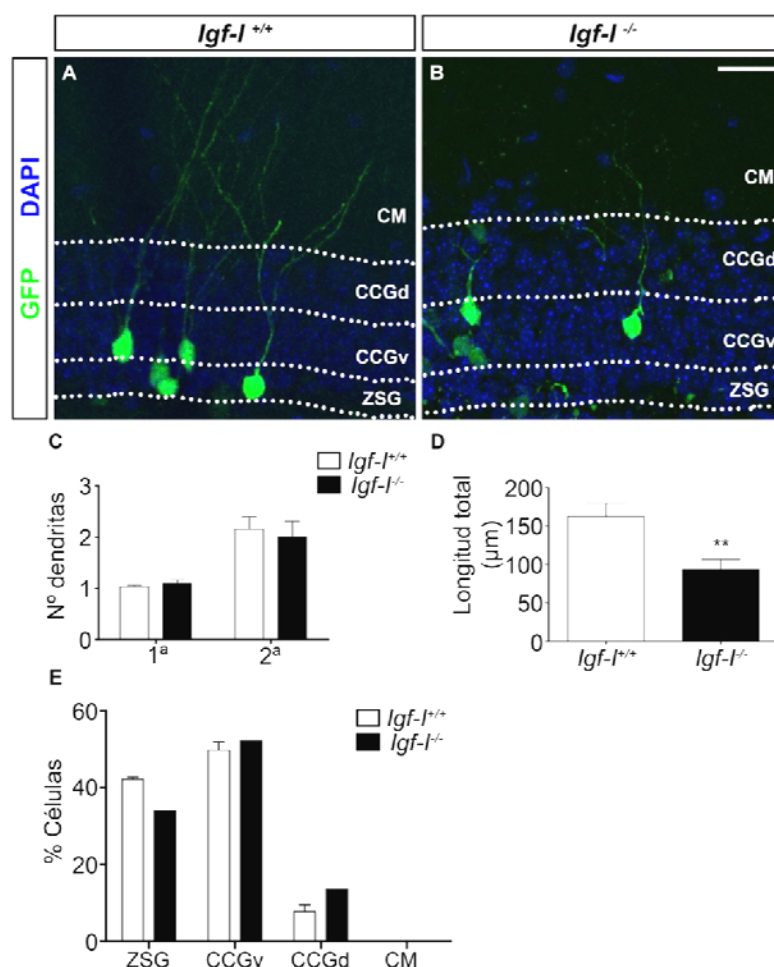 Igf-I +/+
Igf-I -/-
GFP DAPI
A
CM
CCGd
CCGv
ZSG
B
CM
CCGd
CCGv
ZSG
C
Igf-I+/+
Igf-I-/-
Nº dendritas
3
2
1
0
1ª
2ª
D
Longitud total
(µm)
200
150
100
50
0
**
Igf-I+/+
Igf-I-/-
E
Igf-I+/+
Igf-I-/-
% Células
60
40
20
0
ZSG
CCGv
CCGd
CM